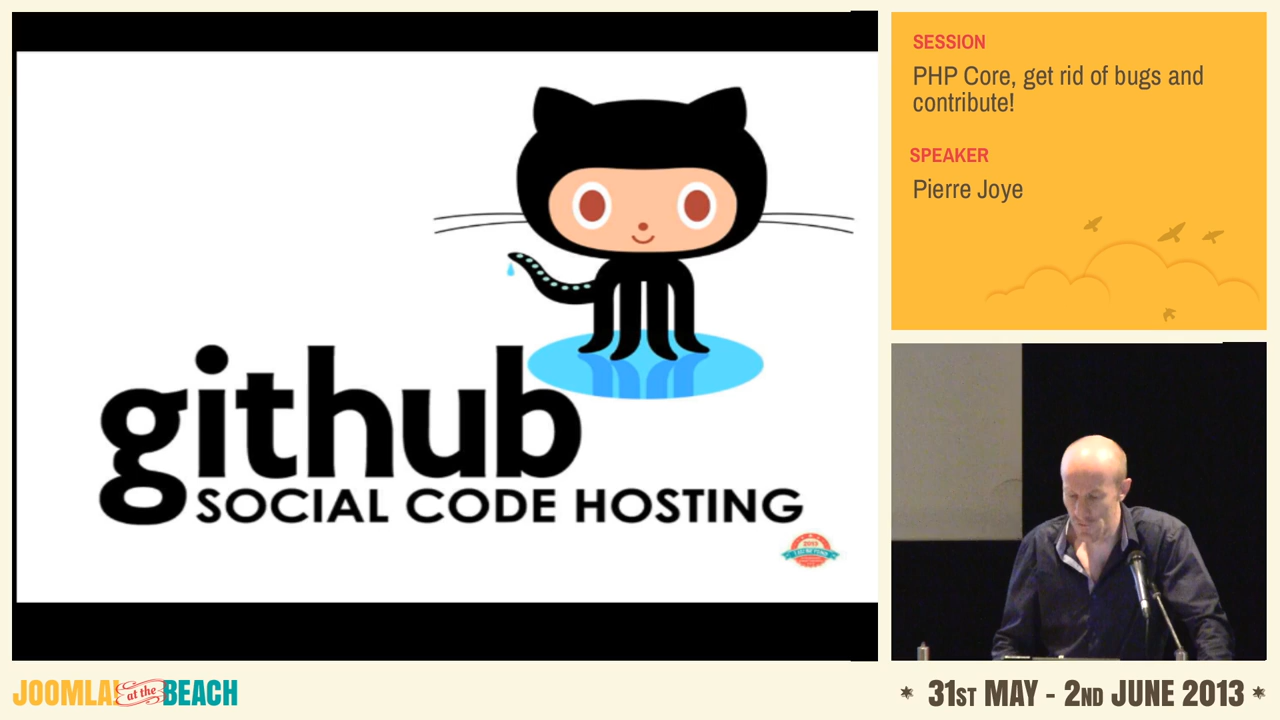 github
SOCIAL CODE HOSTING
2013
SESSION
PHP Core, get rid of bugs and
contribute!
SPEAKER
Pierre Joye
JOOMLA! at the BEACH
* 31ST MAY - 2ND JUNE 2013 *